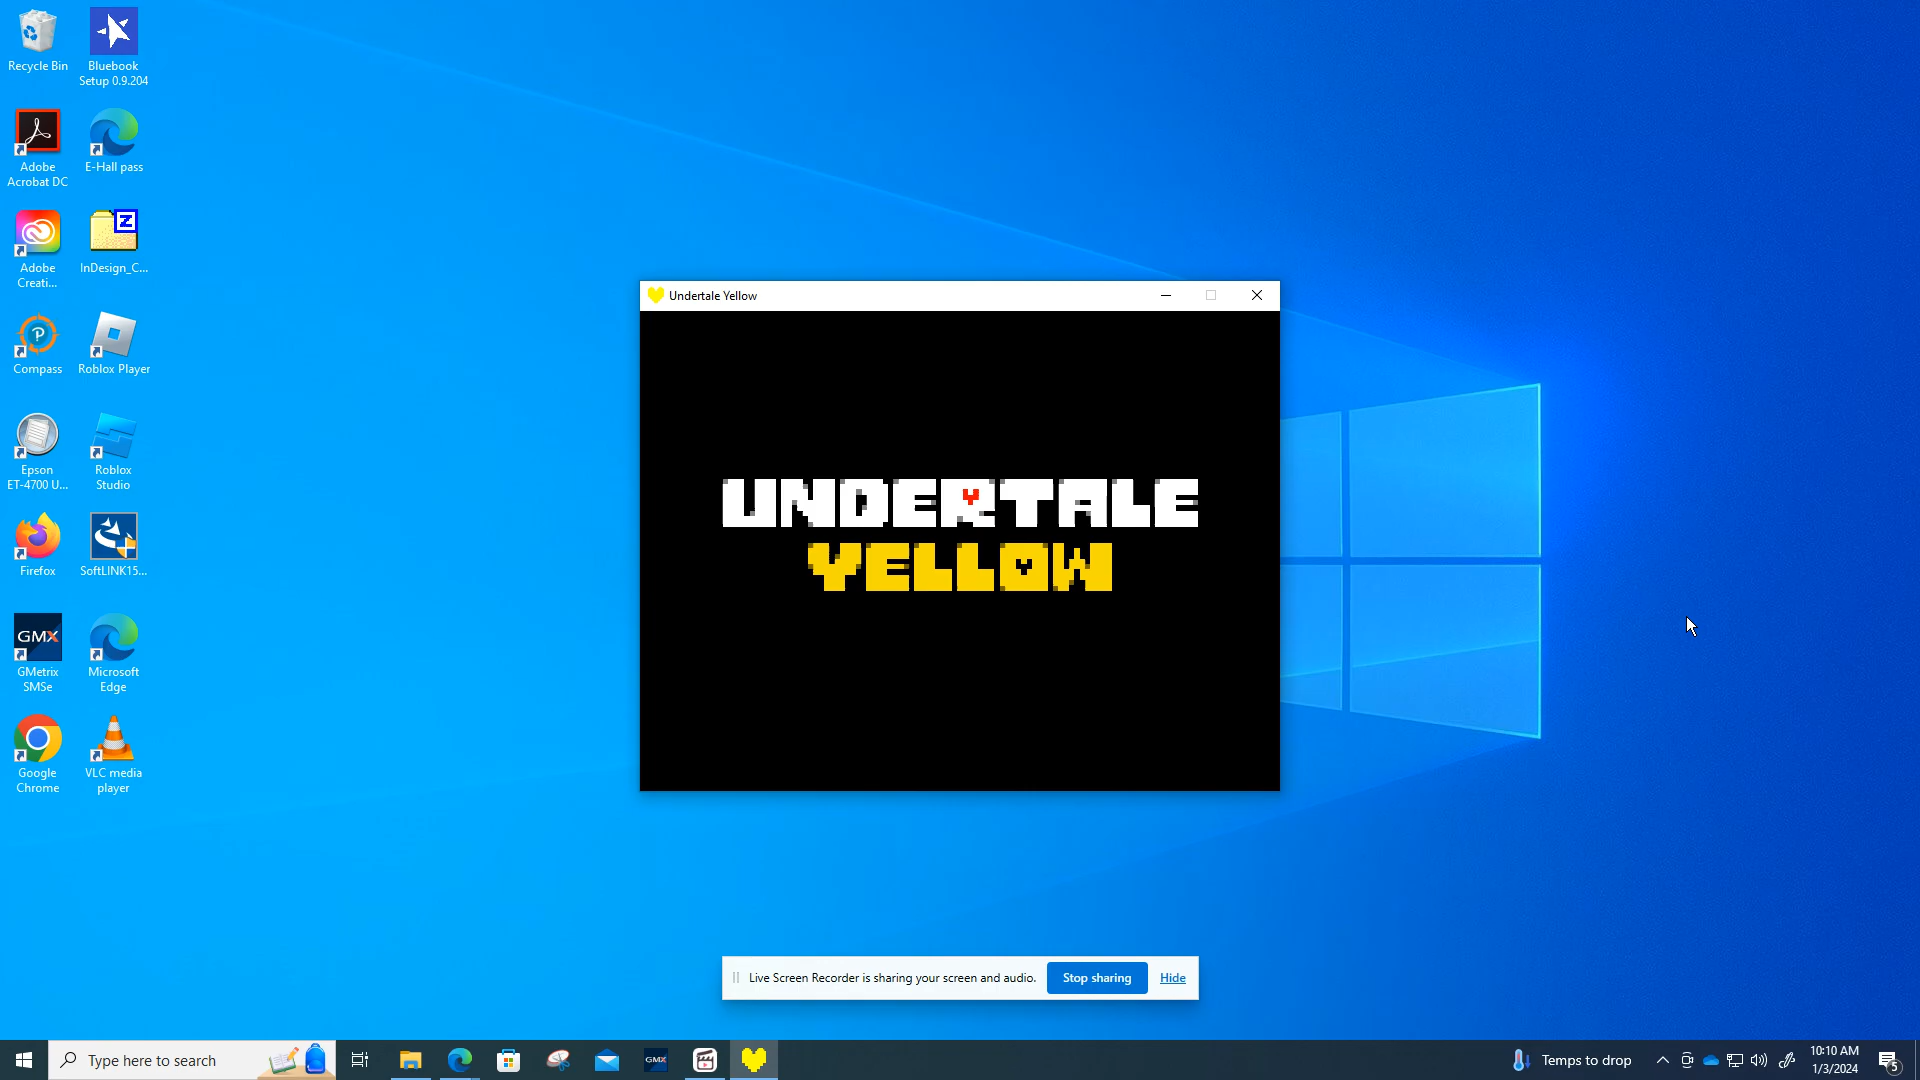 Recycle Bin
Bluebook
Setup 0.9.204
Adobe
Acrobat DC
E-Hall pass
Adobe
Creati...
InDesign_C...
Compass
Roblox Player
Epson
ET-4700 U...
Roblox
Studio
Firefox
SoftLINK15...
GMX
GMetrix
SMSe
Microsoft
Edge
Google
Chrome
VLC media
player
Undertale Yellow
UNDERTALE
YELLOW
Live Screen Recorder is sharing your screen and audio.
Stop sharing
Hide
Type here to search
GMX
Temps to drop
10:10 AM
1/3/2024
5